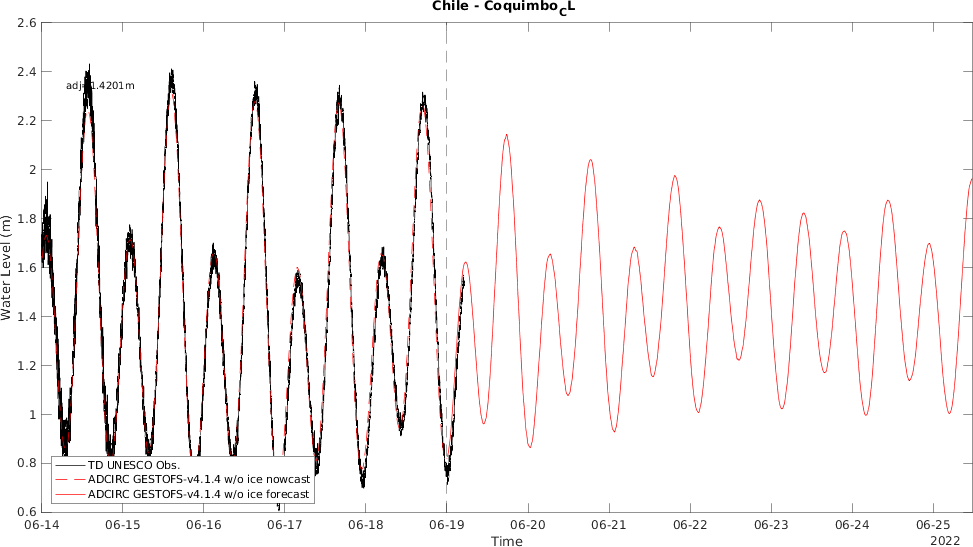 Chile - Coquimbo_CL
2.6
2.4
2.2
2
1.8
1.6
1.4
1.2
1
0.8
0.6
Water Level (m)
1.4201m
TD UNESCO Obs.
ADCIRC GESTOFS-v4.1.4 w/o ice nowcast
ADCIRC GESTOFS-v4.1.4 w/o ice forecast
06-14 06-15 06-16 06-17 06-18 06-19 06-20 06-21 06-22 06-23 06-24 06-25
Time
2022